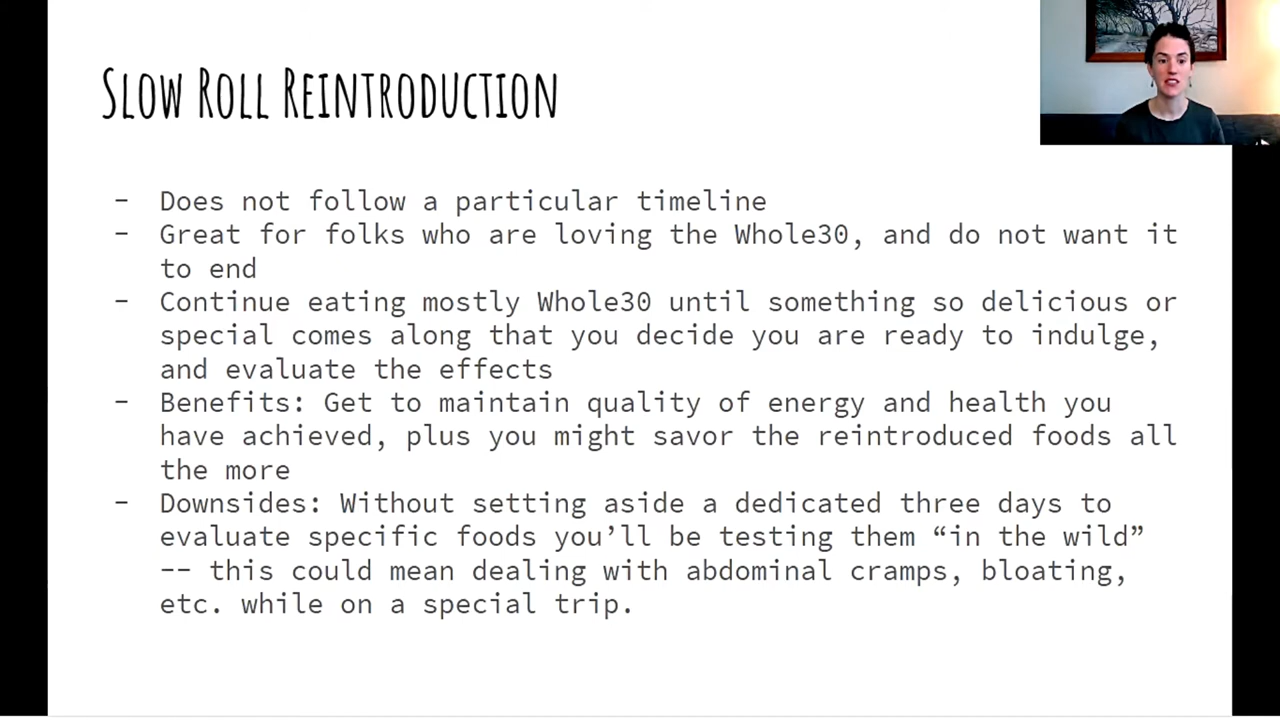 Slow Roll Reintroduction
- Does not follow a particular timeline
- Great for folks who are loving the Whole30, and do not want it
to end
- Continue eating mostly Whole30 until something so delicious or
special comes along that you decide you are ready to indulge,
and evaluate the effects
- Benefits: Get to maintain quality of energy and health you
have achieved, plus you might savor the reintroduced foods all
the more
- Downsides: Without setting aside a dedicated three days to
evaluate specific foods you’ll be testing them “in the wild”
-- this could mean dealing with abdominal cramps, bloating,
etc. while on a special trip.